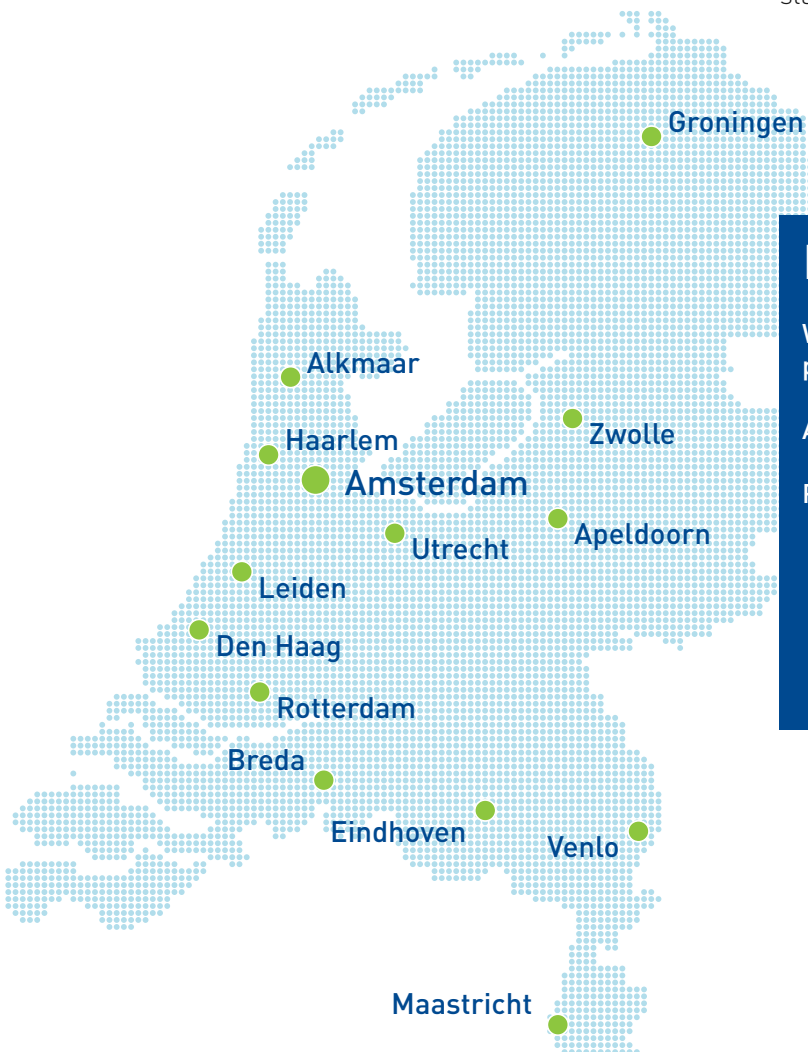 Groningen
Alkmaar
Haarlem
Zwolle
Amsterdam
Apeldoorn
Utrecht
Leiden
Den Haag
Rotterdam
Breda
Eindhoven
Venlo
Maastricht